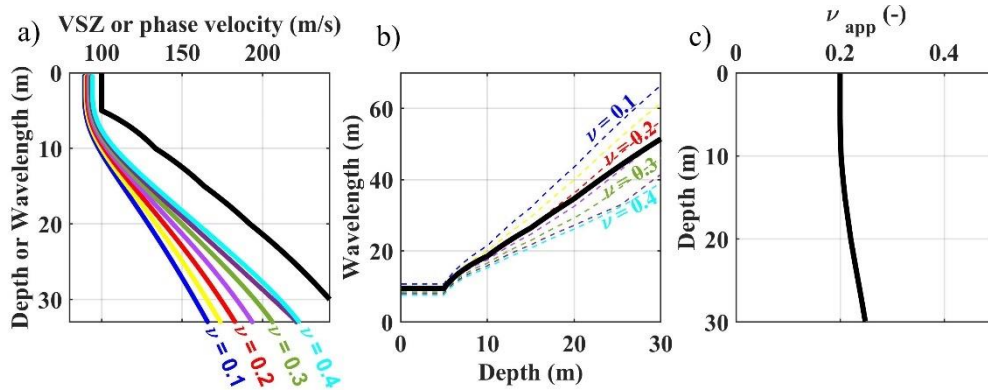 a)
VSZ or phase velocity (m/s)
100 150 200
Depth or Wavelength (m)
0
10
20
30
ν = 0.1
ν = 0.2
ν = 0.3
ν = 0.4
b)
Wavelength (m)
60
40
20
0
ν = 0.1
ν = 0.2
ν = 0.3
ν = 0.4
0 10 20 30
Depth (m)
c)
ν app (-)
0 0.2 0.4
Depth (m)
0
10
20
30